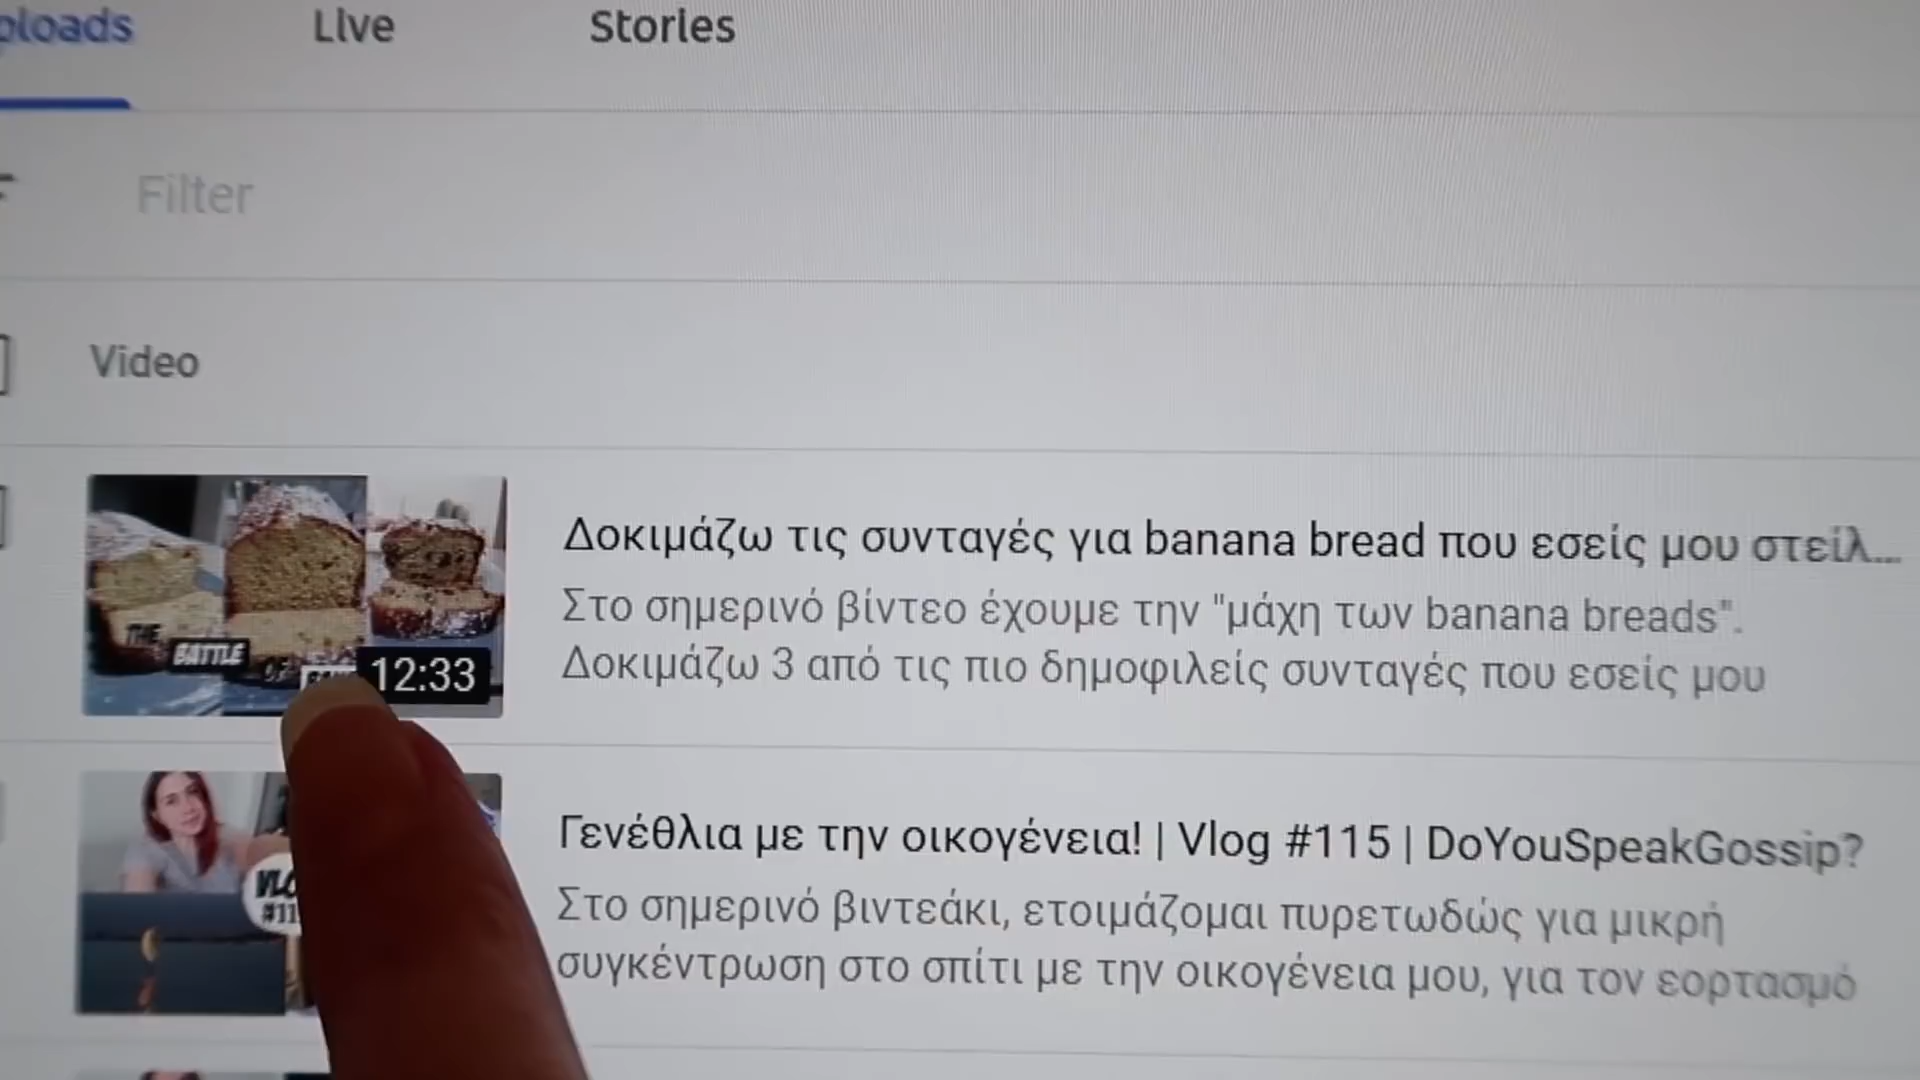 Live
Stories
Filter
Video
Δοκιμάζω τις συνταγές για banana bread που εσείς μου στείλ...
Στο σημερινό βίντεο έχουμε την "μάχη των banana breads".
Δοκιμάζω 3 από τις πιο δημοφιλείς συνταγές που εσείς μου
THE
BATTLE
OF
12:33
Γενέθλια με την οικογένεια! | Vlog #115 | DoYouSpeakGossip?
Στο σημερινό βιντεάκι, ετοιμάζομαι πυρετωδώς για μικρή
συγκέντρωση στο σπίτι με την οικογένεια μου, για τον εορτασμό